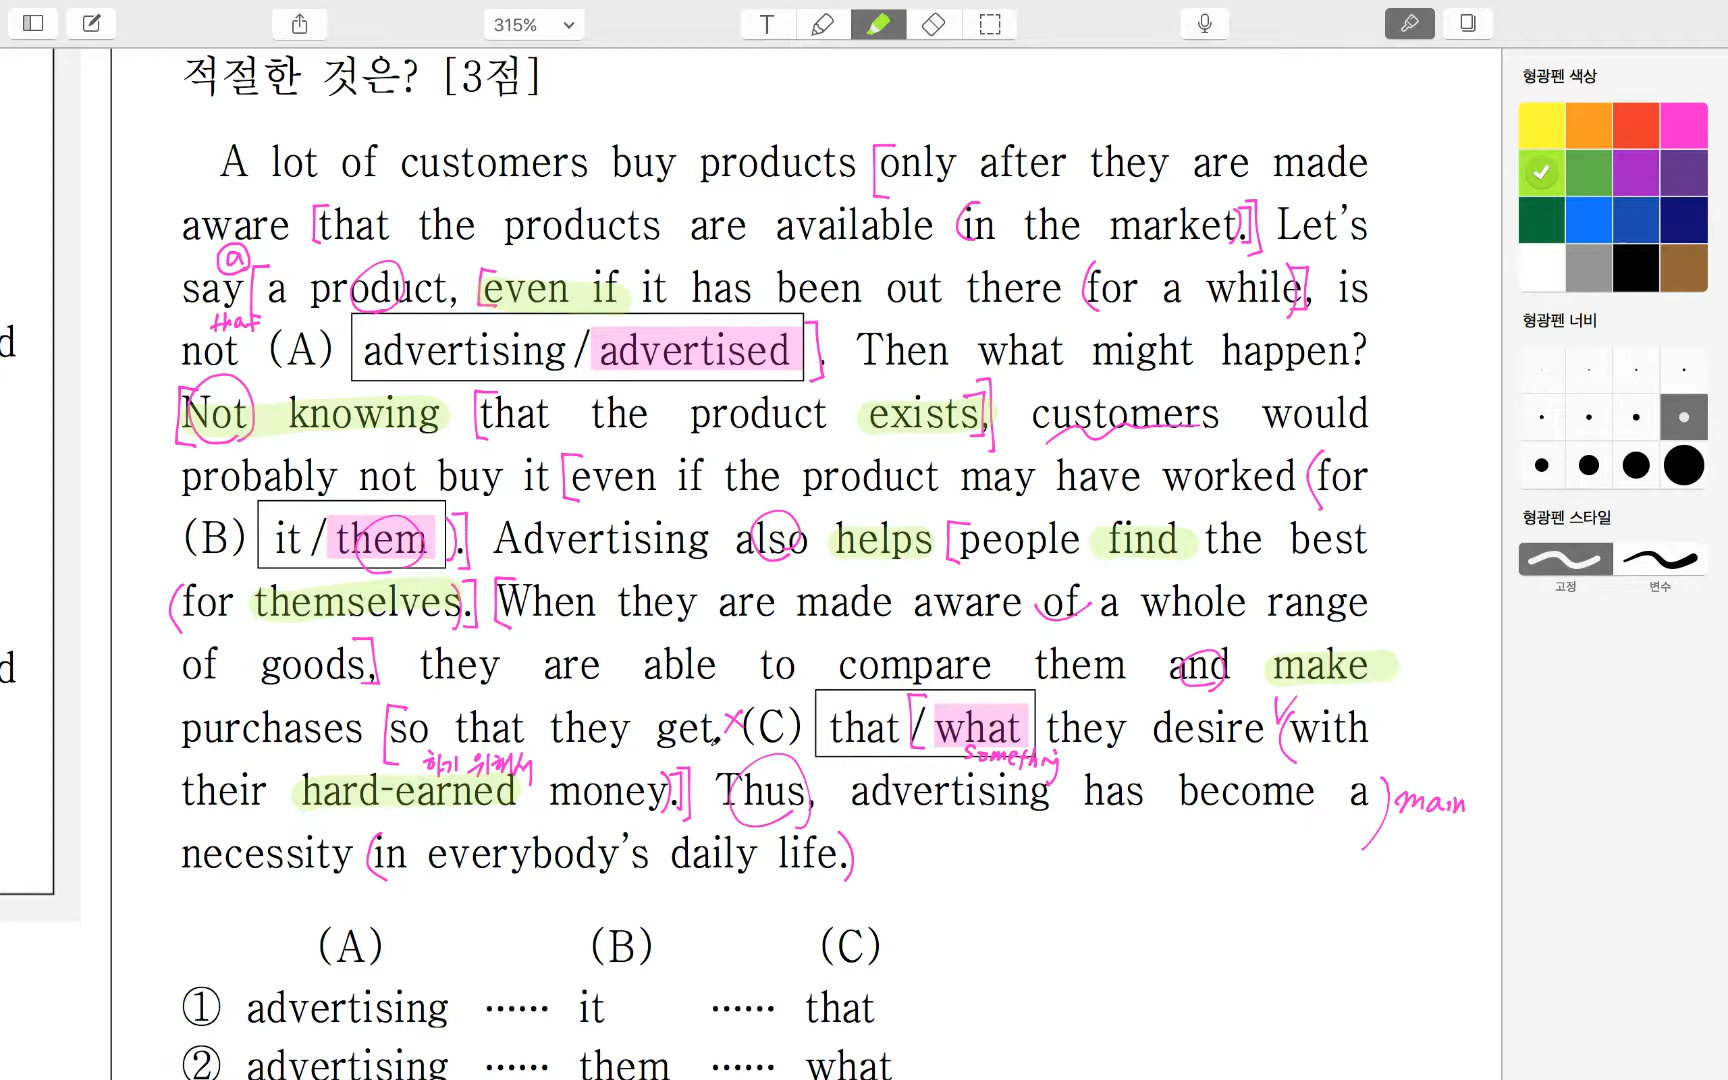 315%
T
형광펜 색상
적절한 것은? [3점]
A lot of customers buy products only after they are made
aware that the products are available in the market. Let's
ⓐ
say a product, even if it has been out there for a while, is
that
형광펜 너비
d
not (A) advertising / advertised. Then what might happen?
Not knowing that the product exists, customers would
probably not buy it even if the product may have worked for
(B) it / them. Advertising also helps people find the best
형광펜 스타일
고정
변수
for themselves. When they are made aware of a whole range
d
of goods, they are able to compare them and make
purchases so that they get (C) that / what they desire with
하기 위해서
something
their hard-earned money. Thus, advertising has become a
main
necessity in everybody's daily life.
(A) (B) (C)
① advertising …… it …… that
② advertising …… them …… what